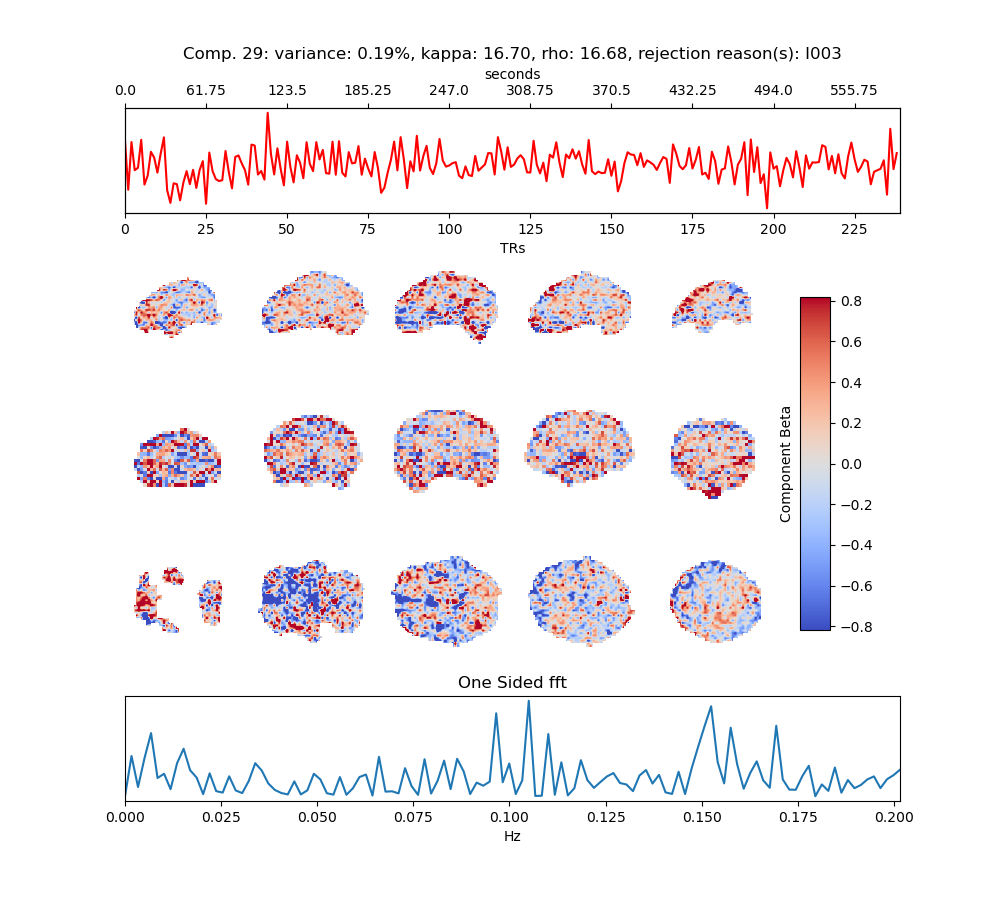 Comp. 29: variance: 0.19%, kappa: 16.70, rho: 16.68, rejection reason(s): I003
seconds
0.0 61.75 123.5 185.25 247.0 308.75 370.5 432.25 494.0 555.75
0 25 50 75 100 125 150 175 200 225
TRs
0.8
0.6
0.4
0.2
0.0
−0.2
−0.4
−0.6
−0.8
Component Beta
One Sided fft
0.000 0.025 0.050 0.075 0.100 0.125 0.150 0.175 0.200
Hz